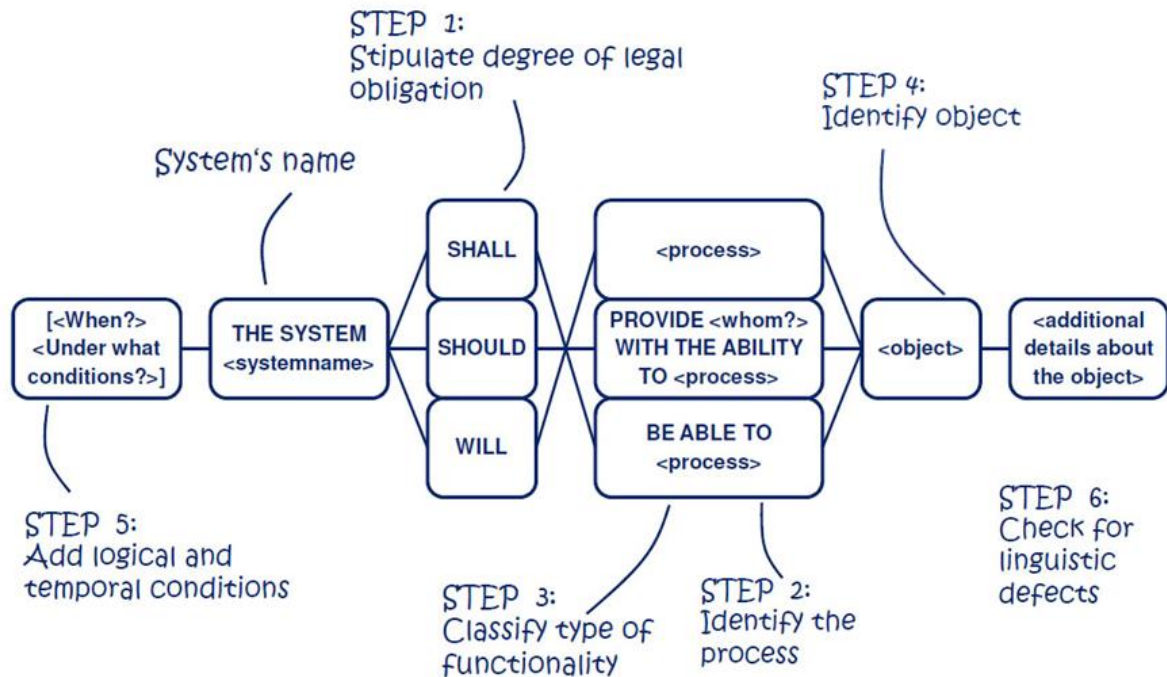 STEP 1:
Stipulate degree of legal
obligation
STEP 4:
Identify object
System's name
SHALL
<process>
[<When?>
<Under what
conditions?>]
THE SYSTEM
<systemname>
SHOULD
PROVIDE <whom?>
WITH THE ABILITY
TO <process>
<object>
<additional
details about
the object>
WILL
BE ABLE TO
<process>
STEP 5:
Add logical and
temporal conditions
STEP 3:
Classify type of
functionality
STEP 2:
Identify the
process
STEP 6:
Check for
linguistic
defects